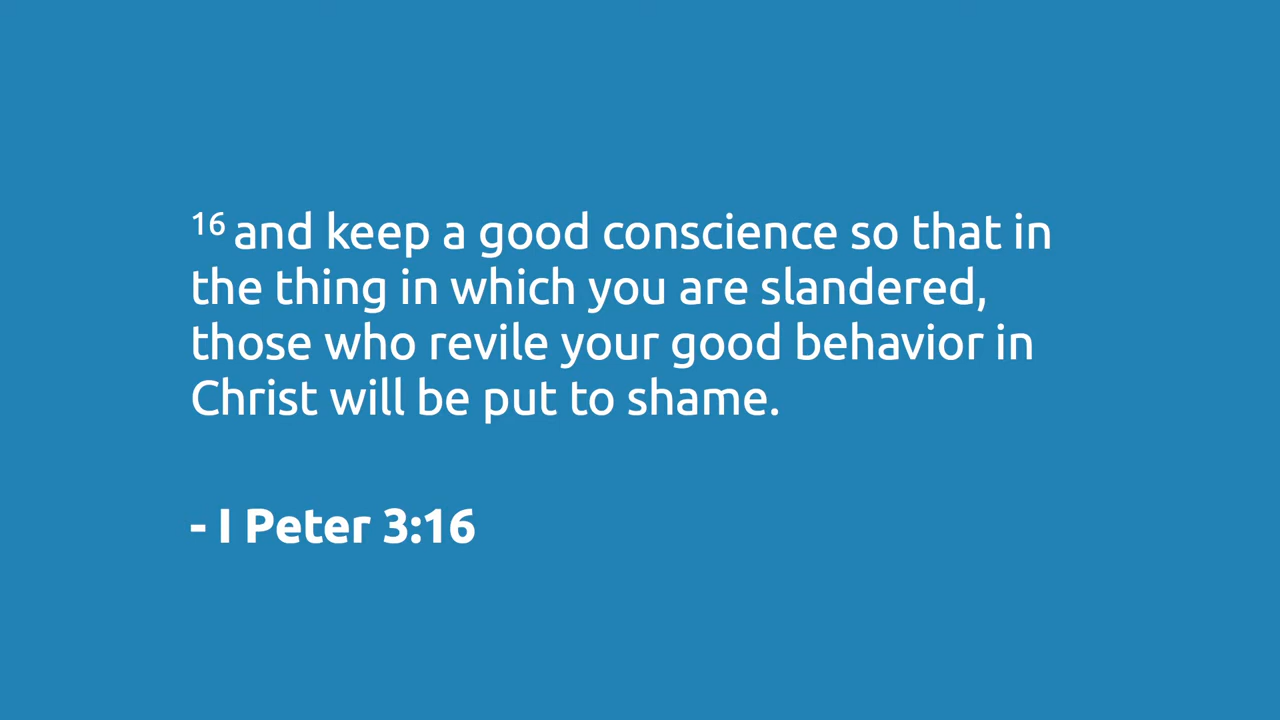 16 and keep a good conscience so that in
the thing in which you are slandered,
those who revile your good behavior in
Christ will be put to shame.
- I Peter 3:16